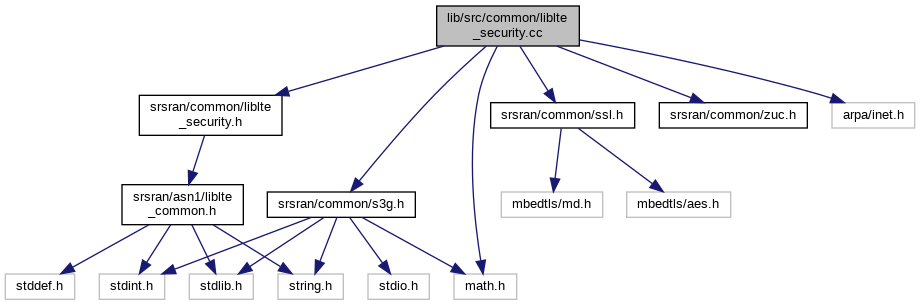 lib/src/common/liblte
_security.cc
srsran/common/liblte
_security.h
srsran/common/ssl.h
srsran/common/zuc.h
arpa/inet.h
srsran/asn1/liblte
_common.h
srsran/common/s3g.h
mbedtls/md.h
mbedtls/aes.h
stddef.h
stdint.h
stdlib.h
string.h
stdio.h
math.h